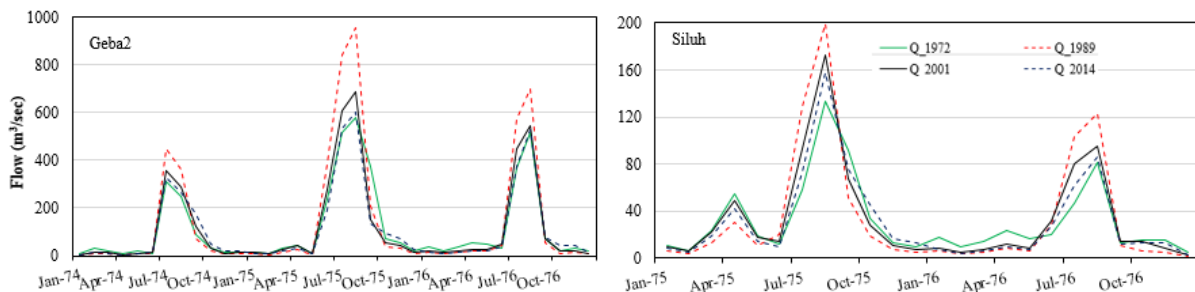 Geba2
Flow (m³/sec)
1000
800
600
400
200
0
Jan-74 Apr-74 Jul-74 Oct-74 Jan-75 Apr-75 Jul-75 Oct-75 Jan-76 Apr-76 Jul-76 Oct-76
Siluh
Q_1972 Q_1989
Q_2001 Q_2014
200
160
120
80
40
0
Jan-75 Apr-75 Jul-75 Oct-75 Jan-76 Apr-76 Jul-76 Oct-76